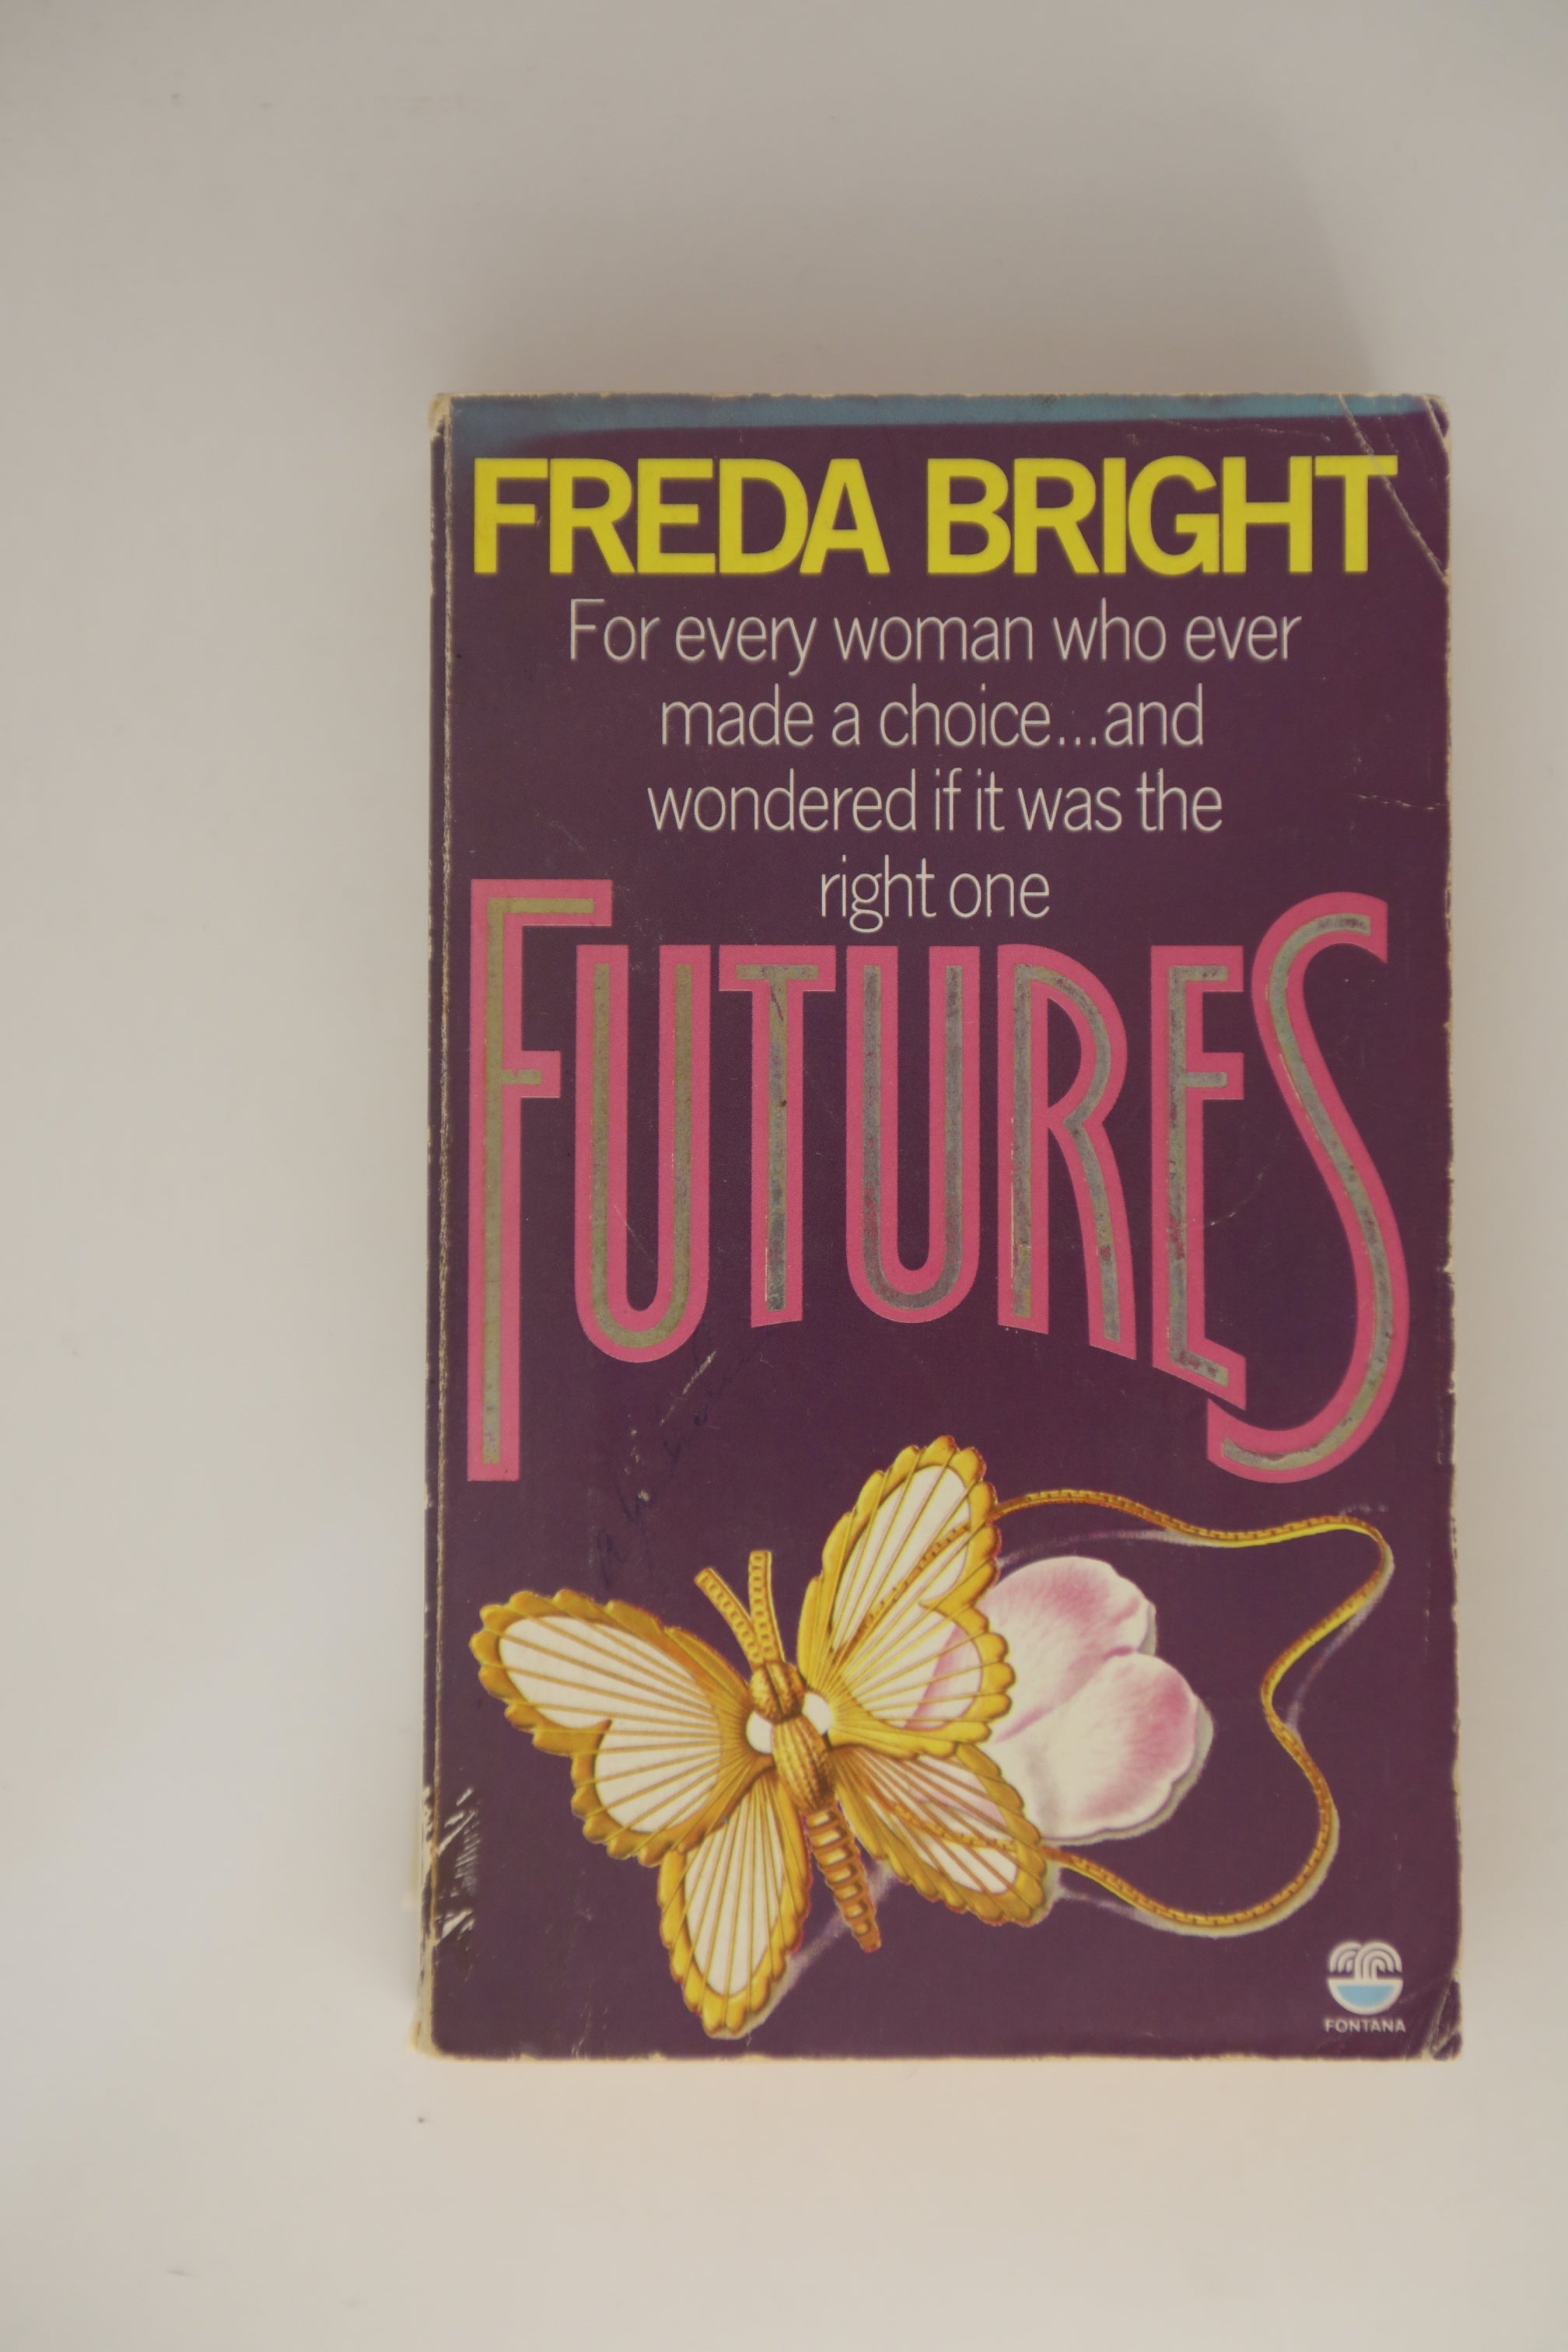 FREDA BRIGHT
For every woman who ever
made a choice...and
wondered if it was the
right one
FUTURES
FONTANA